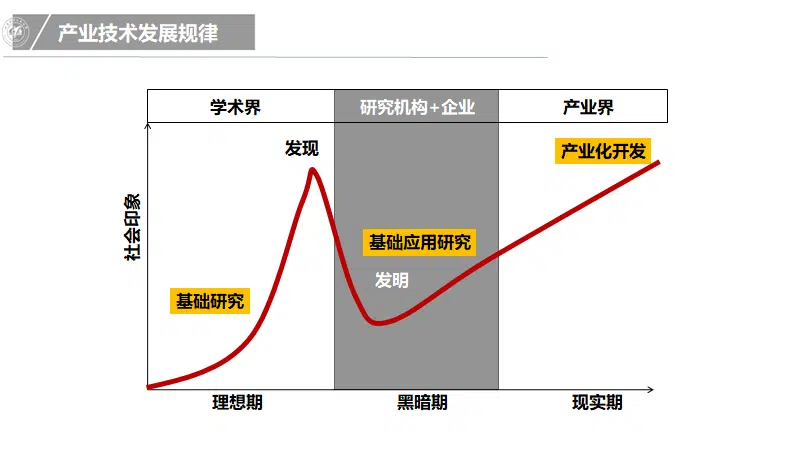 产业技术发展规律
学术界
研究机构+企业
产业界
发现
产业化开发
社会印象
基础应用研究
发明
基础研究
理想期
黑暗期
现实期